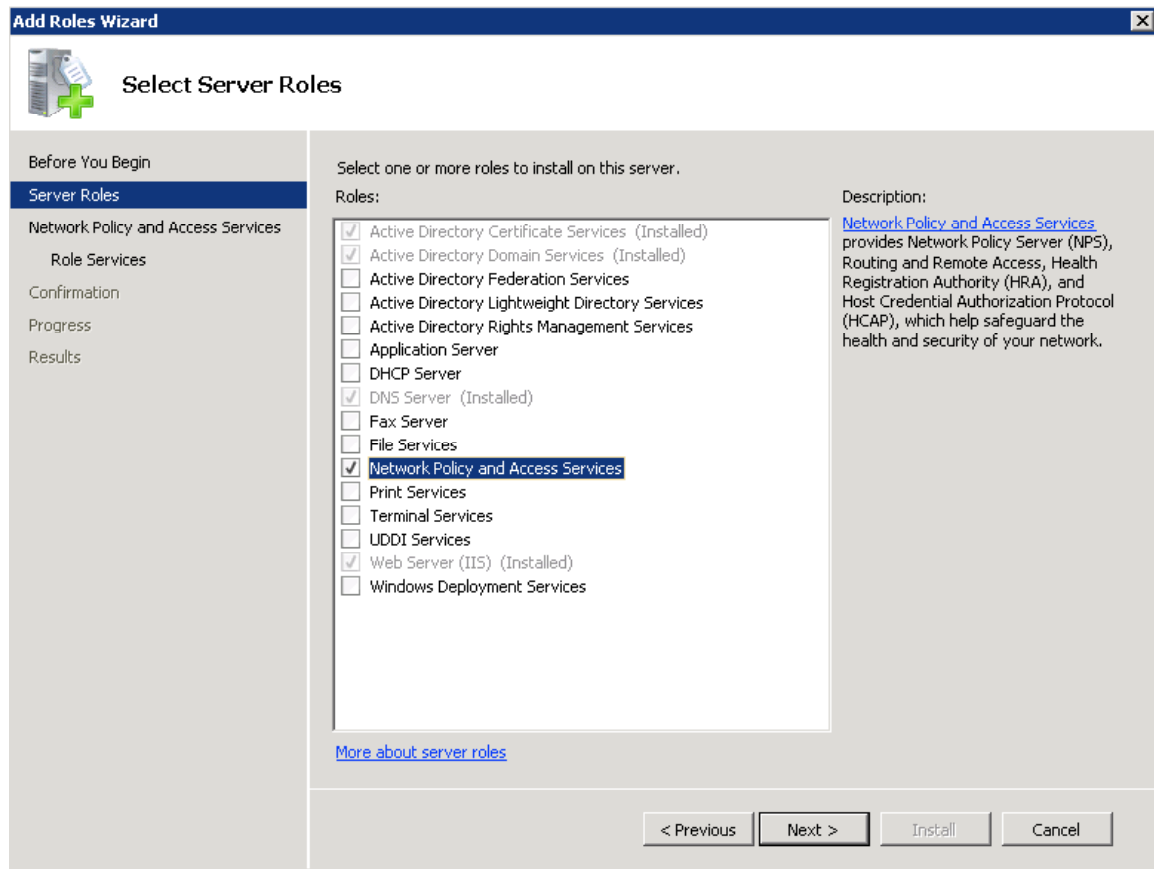 Add Roles Wizard
Select Server Roles
Before You Begin
Server Roles
Network Policy and Access Services
Role Services
Confirmation
Progress
Results
Select one or more roles to install on this server.
Roles:
Active Directory Certificate Services (Installed)
Active Directory Domain Services (Installed)
Active Directory Federation Services
Active Directory Lightweight Directory Services
Active Directory Rights Management Services
Application Server
DHCP Server
DNS Server (Installed)
Fax Server
File Services
Network Policy and Access Services
Print Services
Terminal Services
UDDI Services
Web Server (IIS) (Installed)
Windows Deployment Services
More about server roles
Description:
Network Policy and Access Services
provides Network Policy Server (NPS),
Routing and Remote Access, Health
Registration Authority (HRA), and
Host Credential Authorization Protocol
(HCAP), which help safeguard the
health and security of your network.
< Previous
Next >
Install
Cancel